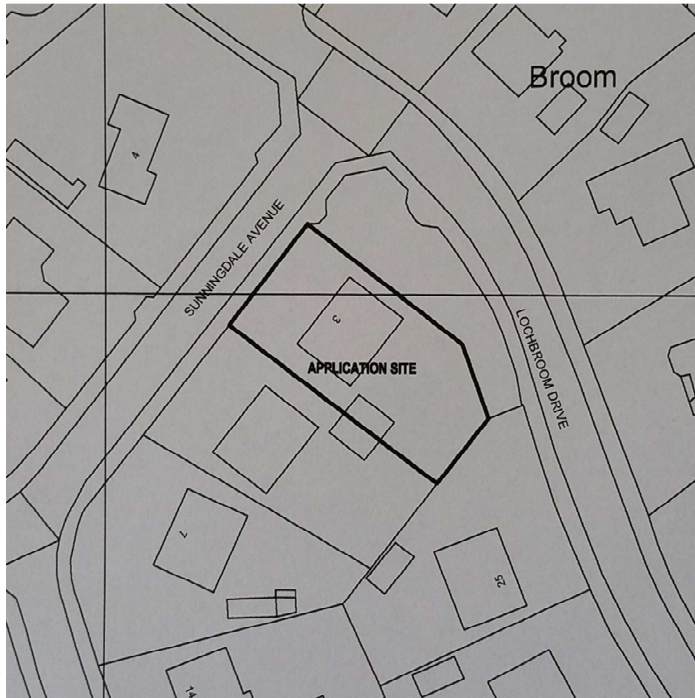 Broom
4
SUNNINGDALE AVENUE
3
LOCHBROOM DRIVE
APPLICATION SITE
7
25
14